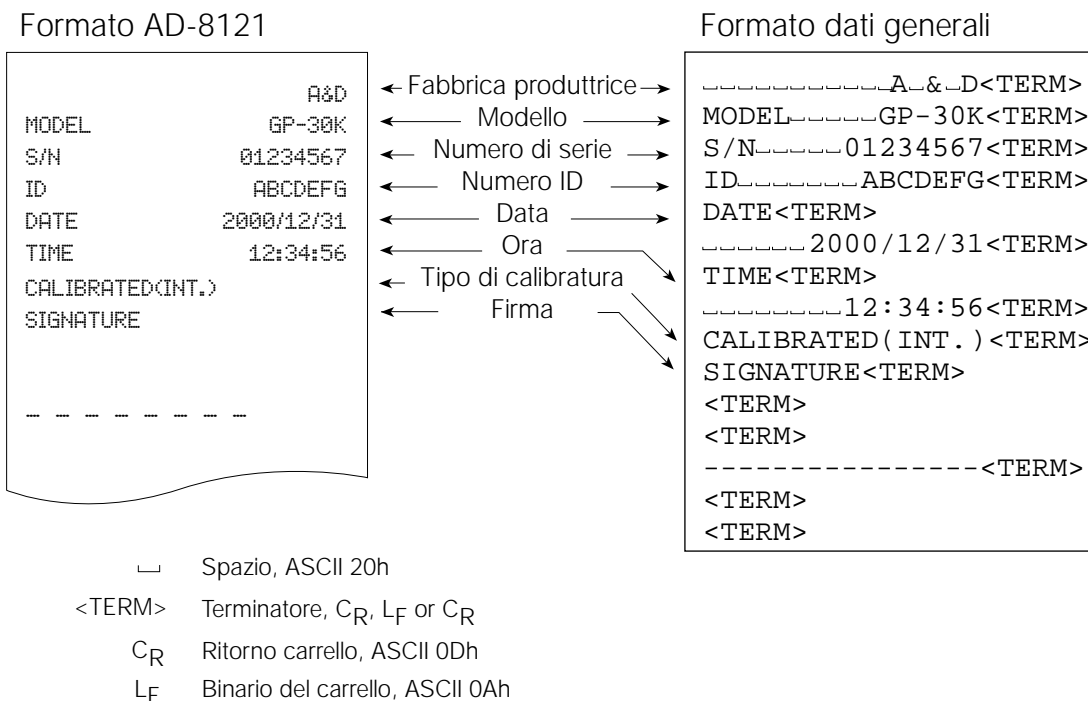 Formato AD-8121
A&D
MODEL GP-30K
S/N 01234567
ID ABCDEFG
DATE 2000/12/31
TIME 12:34:56
CALIBRATED(INT.)
SIGNATURE
_ _ _ _ _ _ _ _
Fabbrica produttrice
Modello
Numero di serie
Numero ID
Data
Ora
Tipo di calibratura
Firma
Formato dati generali
␣␣␣␣␣␣␣␣␣␣␣A␣&␣D<TERM>
MODEL␣␣␣␣␣GP-30K<TERM>
S/N␣␣␣␣␣01234567<TERM>
ID␣␣␣␣␣␣␣ABCDEFG<TERM>
DATE<TERM>
␣␣␣␣␣␣2000/12/31<TERM>
TIME<TERM>
␣␣␣␣␣␣␣␣12:34:56<TERM>
CALIBRATED(INT.)<TERM>
SIGNATURE<TERM>
<TERM>
<TERM>
----------------<TERM>
<TERM>
<TERM>
␣ Spazio, ASCII 20h
<TERM> Terminatore, CR, LF or CR
CR Ritorno carrello, ASCII 0Dh
LF Binario del carrello, ASCII 0Ah